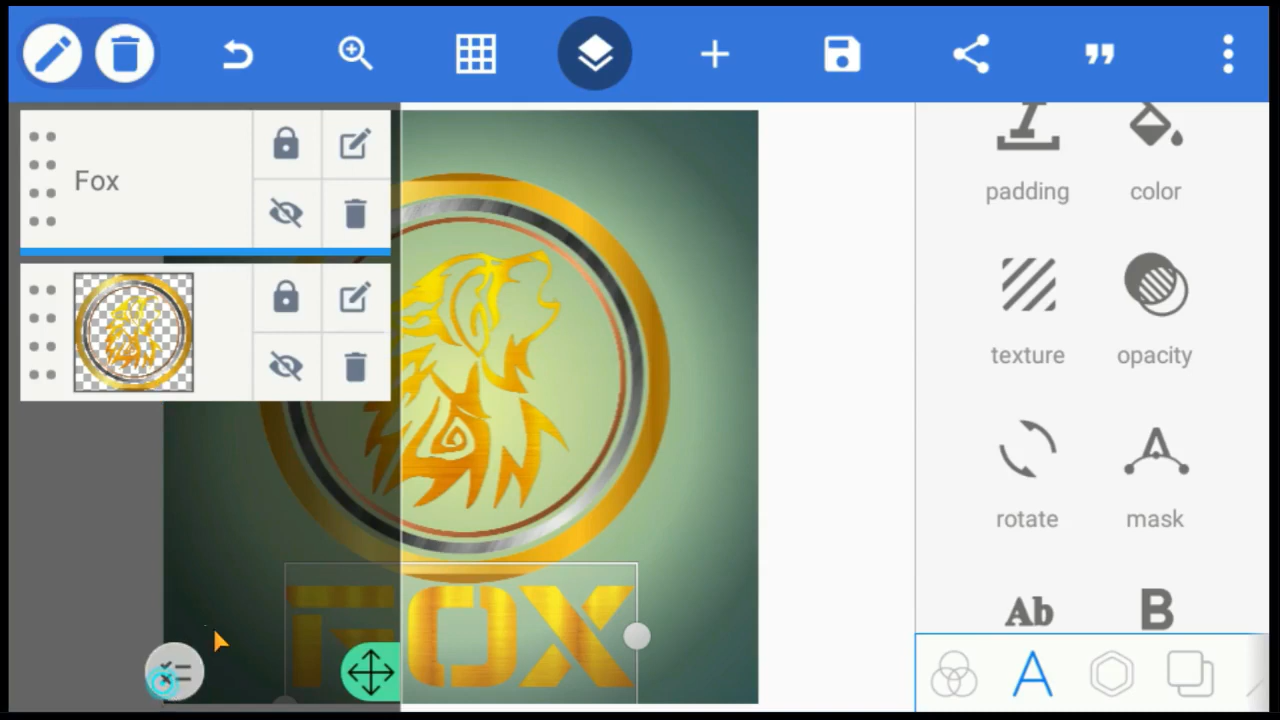 Fox
padding
color
texture
opacity
rotate
mask
Ab
B
FOX
A